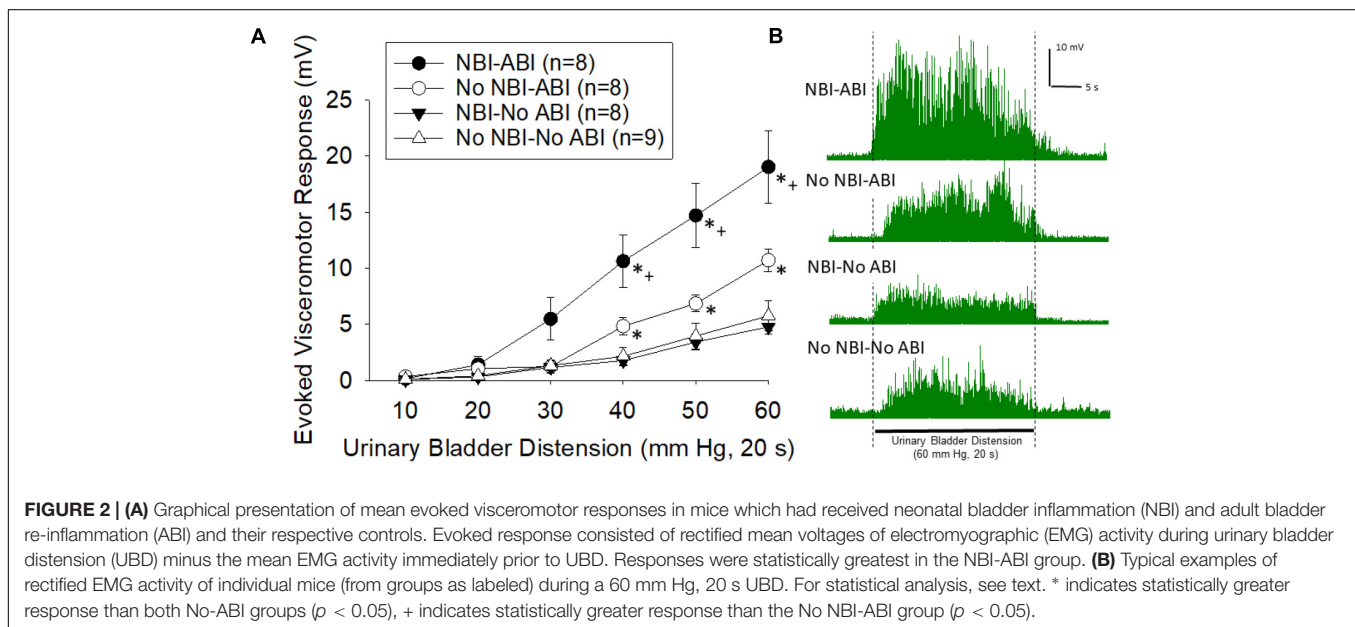 A
NBI-ABI (n=8)
No NBI-ABI (n=8)
NBI-No ABI (n=8)
No NBI-No ABI (n=9)
Evoked Visceromotor Response (mV)
25
20
15
10
5
0
*+
*+
*+
*
*
*
10 20 30 40 50 60
Urinary Bladder Distension (mm Hg, 20 s)
B
10 mV
5 s
NBI-ABI
No NBI-ABI
NBI-No ABI
No NBI-No ABI
Urinary Bladder Distension
(60 mm Hg, 20 s)
FIGURE 2 | (A) Graphical presentation of mean evoked visceromotor responses in mice which had received neonatal bladder inflammation (NBI) and adult bladder
re-inflammation (ABI) and their respective controls. Evoked response consisted of rectified mean voltages of electromyographic (EMG) activity during urinary bladder
distension (UBD) minus the mean EMG activity immediately prior to UBD. Responses were statistically greatest in the NBI-ABI group. (B) Typical examples of
rectified EMG activity of individual mice (from groups as labeled) during a 60 mm Hg, 20 s UBD. For statistical analysis, see text. * indicates statistically greater
response than both No-ABI groups (p < 0.05), + indicates statistically greater response than the No NBI-ABI group (p < 0.05).